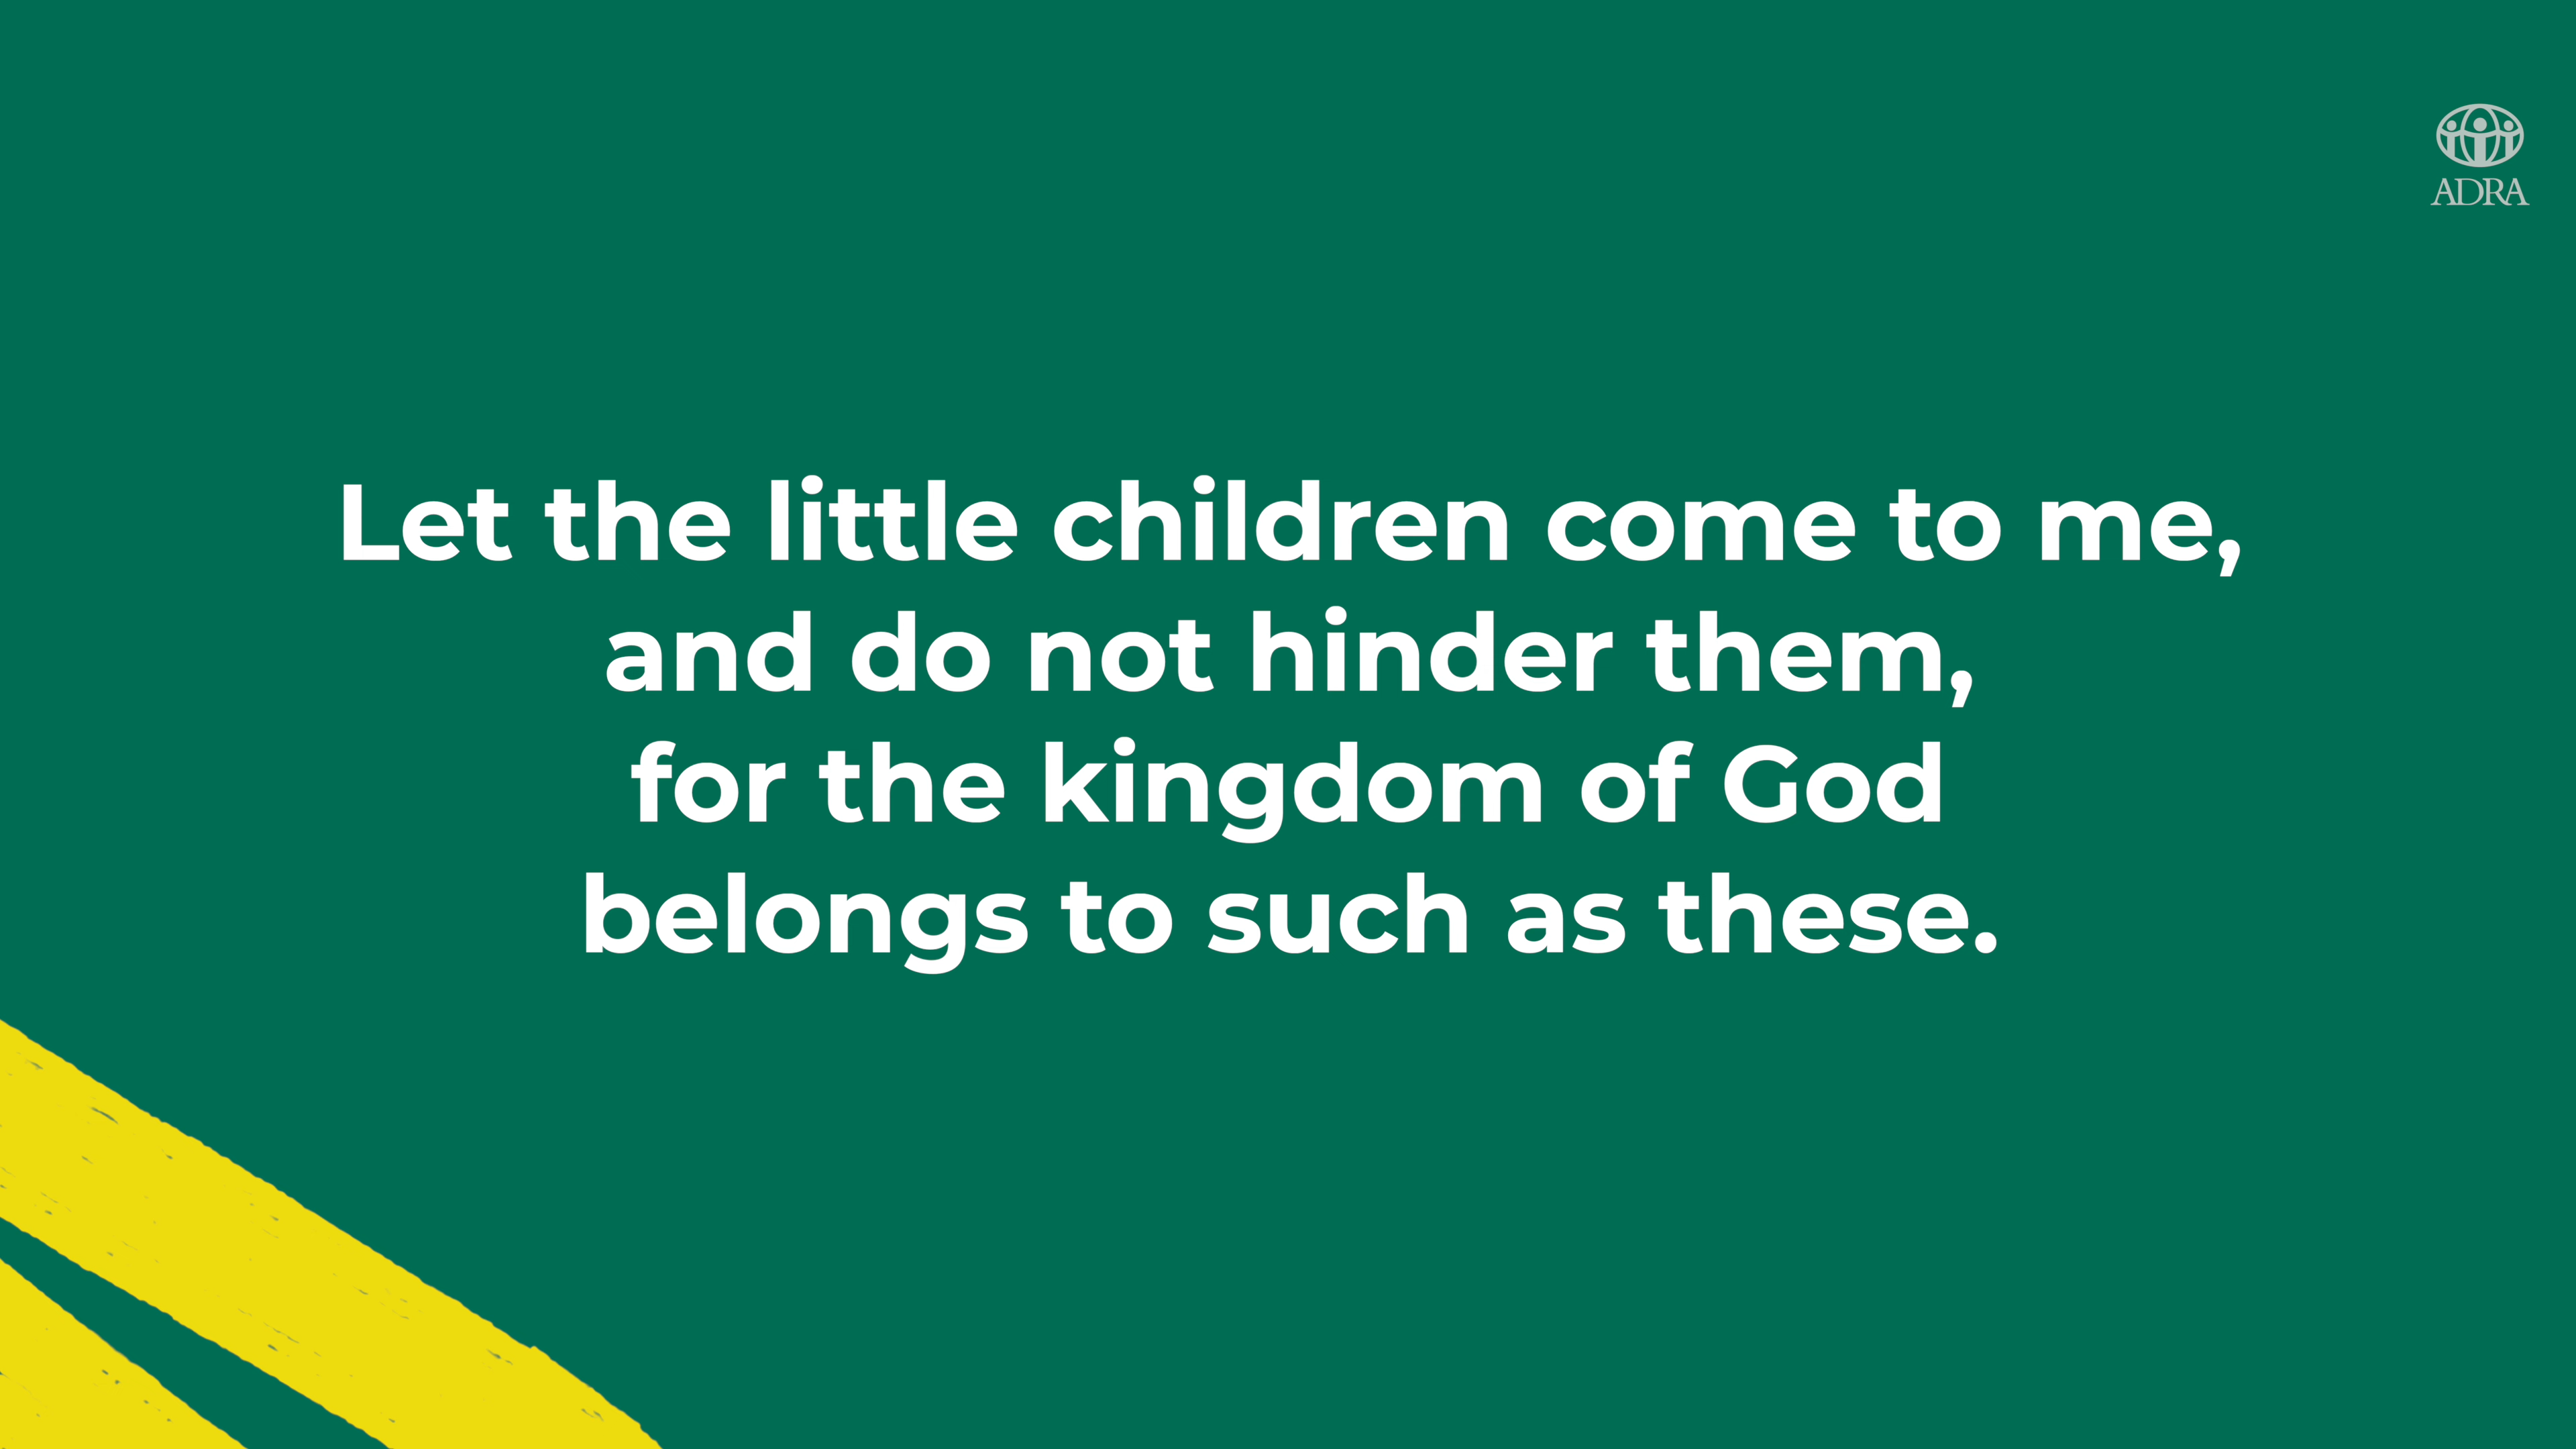 ADRA
Let the little children come to me,
and do not hinder them,
for the kingdom of God
belongs to such as these.